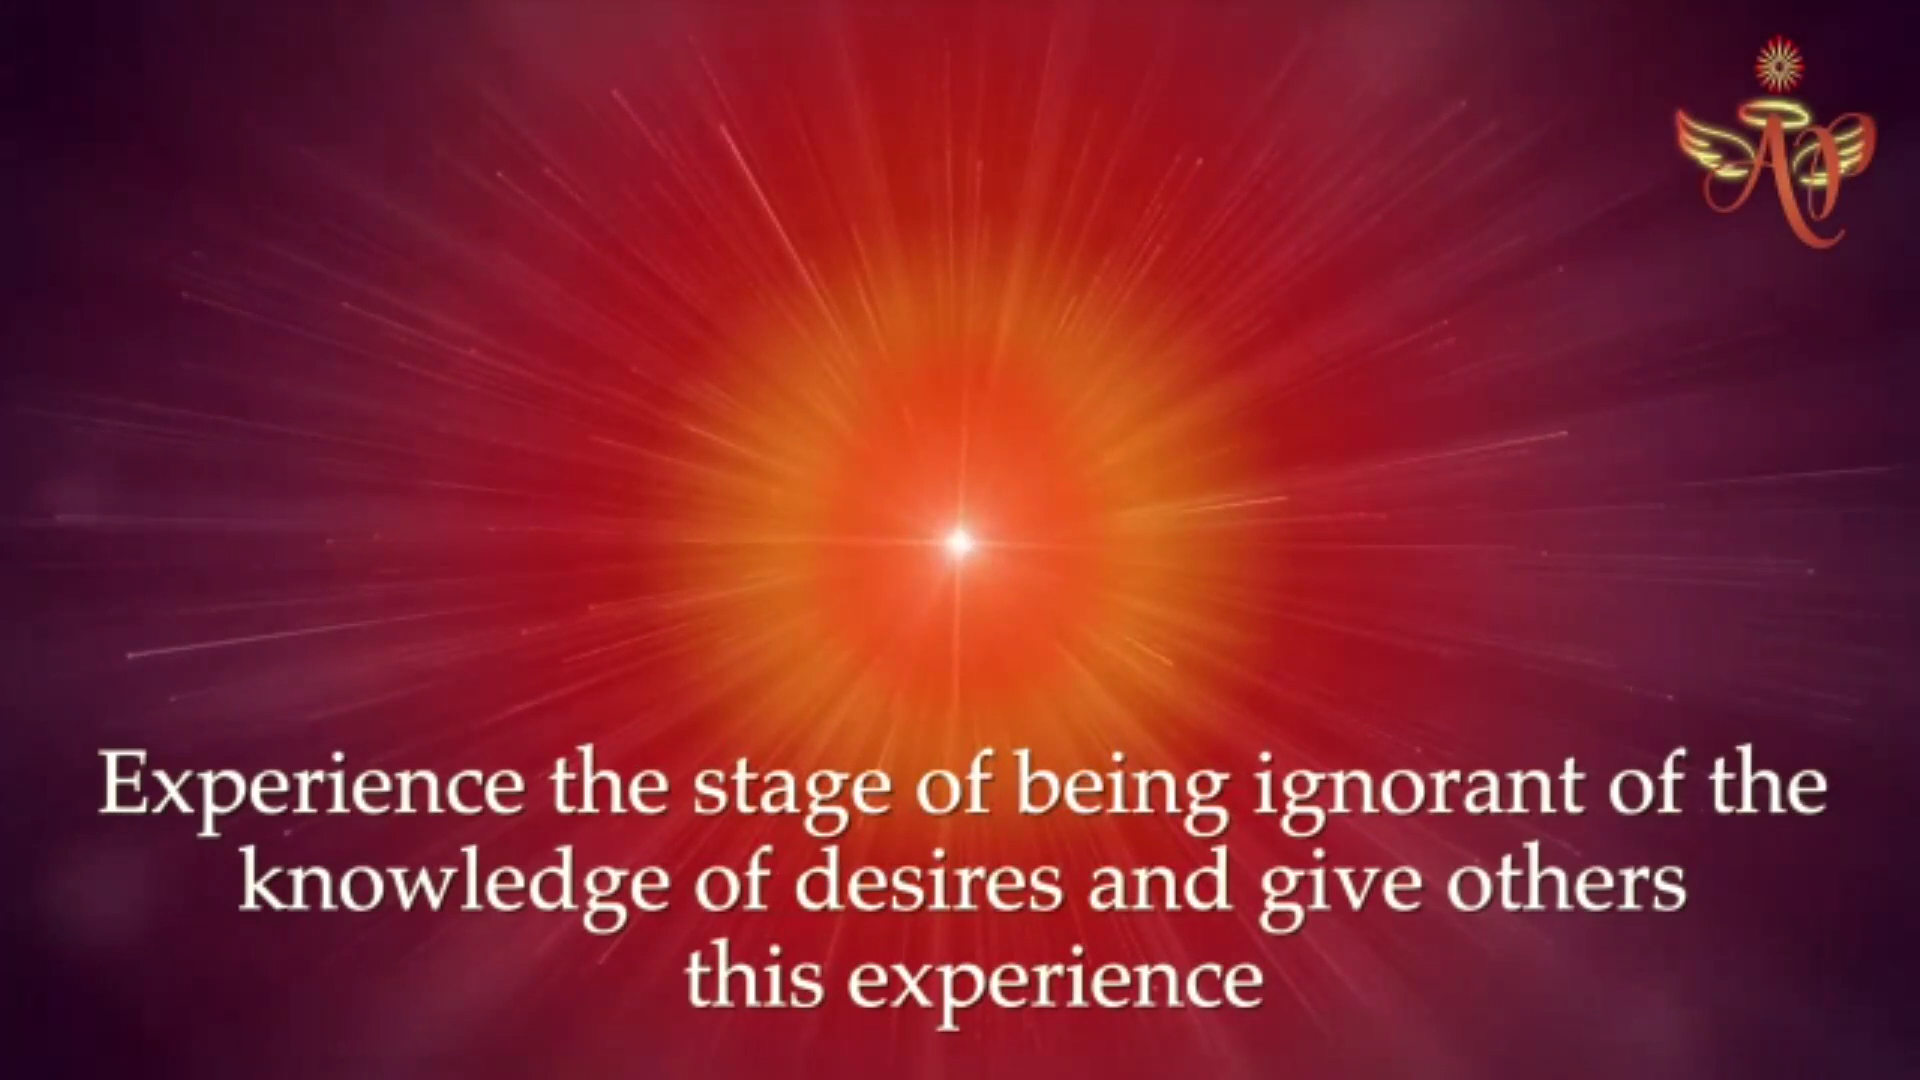 Experience the stage of being ignorant of the
knowledge of desires and give others
this experience